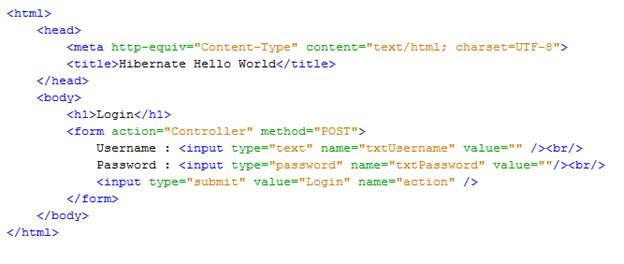 <html>
<head>
<meta http-equiv="Content-Type" content="text/html; charset=UTF-8">
<title>Hibernate Hello World</title>
</head>
<body>
<h1>Login</h1>
<form action="Controller" method="POST">
Username : <input type="text" name="txtUsername" value="" /><br/>
Password : <input type="password" name="txtPassword" value=""/><br/>
<input type="submit" value="Login" name="action" />
</form>
</body>
</html>